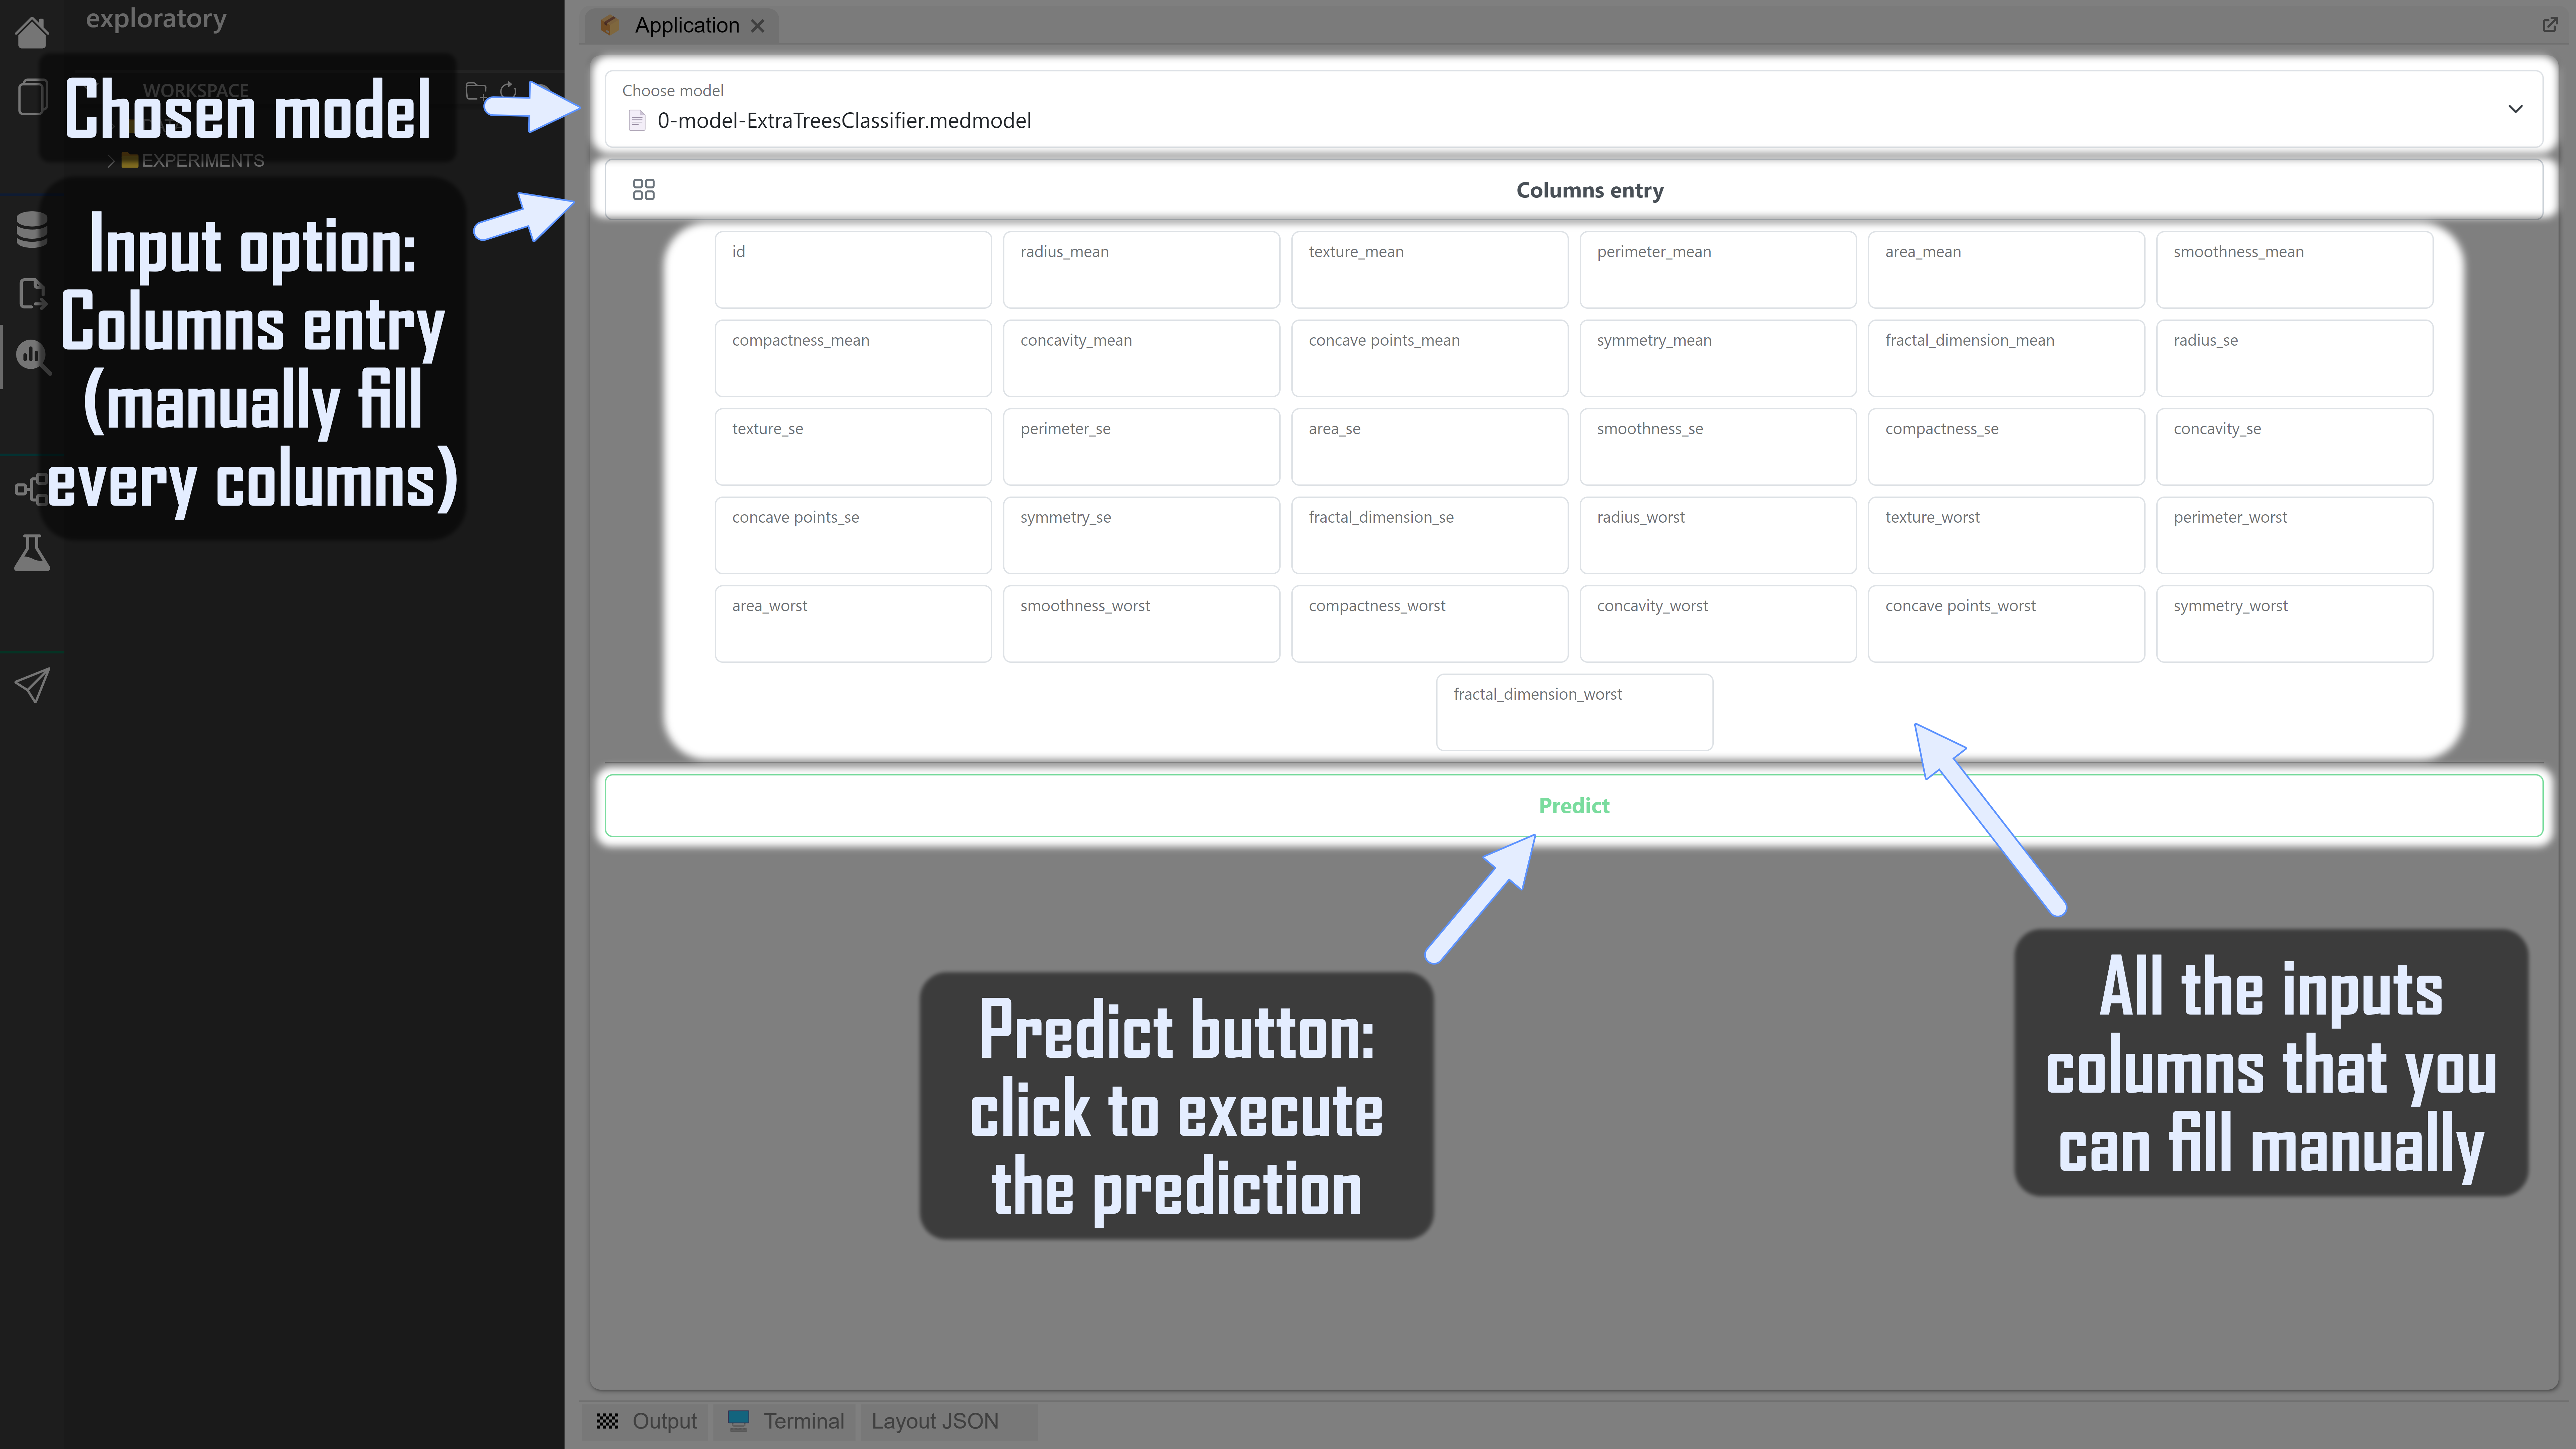 exploratory
Application
WORKSPACE
EXPERIMENTS
Chosen model
Input option:
Columns entry
(manually fill
every columns)
Choose model
0-model-ExtraTreesClassifier.medmodel
Columns entry
id
radius_mean
texture_mean
perimeter_mean
area_mean
smoothness_mean
compactness_mean
concavity_mean
concave points_mean
symmetry_mean
fractal_dimension_mean
radius_se
texture_se
perimeter_se
area_se
smoothness_se
compactness_se
concavity_se
concave points_se
symmetry_se
fractal_dimension_se
radius_worst
texture_worst
perimeter_worst
area_worst
smoothness_worst
compactness_worst
concavity_worst
concave points_worst
symmetry_worst
fractal_dimension_worst
Predict
Predict button:
click to execute
the prediction
All the inputs
columns that you
can fill manually
Output
Terminal
Layout JSON